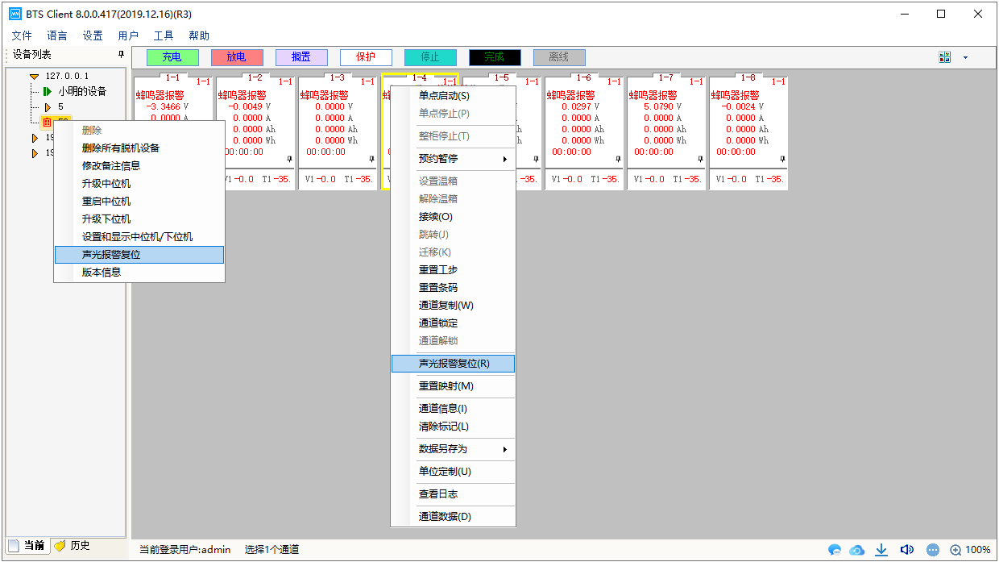 BTS Client 8.0.0.417(2019.12.16)(R3)
文件 语言 设置 用户 工具 帮助
设备列表
充电 放电 搁置 保护 停止 完成 离线
127.0.0.1
小明的设备
5
19
19
删除
删除所有脱机设备
修改备注信息
升级中位机
重启中位机
升级下位机
设置和显示中位机/下位机
声光报警复位
版本信息
1-1 1-1
蜂鸣器报警
-3.3466 V
0.0000 A
1-2 1-1
蜂鸣器报警
-0.0049 V
0.0000 A
0.0000 Ah
0.0000 Wh
00:00:00
V1-0.0 T1-35.
1-3 1-1
蜂鸣器报警
0.0000 V
0.0000 A
0.0000 Ah
0.0000 Wh
00:00:00
V1-0.0 T1-35.
1-4 1-1
1-5 1-1
-35.
1-6 1-1
蜂鸣器报警
0.0297 V
0.0000 A
0.0000 Ah
0.0000 Wh
00:00:00
V1-0.0 T1-35.
1-7 1-1
蜂鸣器报警
5.0790 V
0.0000 A
0.0000 Ah
0.0000 Wh
00:00:00
V1-0.0 T1-35.
1-8 1-1
蜂鸣器报警
-0.0024 V
0.0000 A
0.0000 Ah
0.0000 Wh
00:00:00
V1-0.0 T1-35.
单点启动(S)
单点停止(P)
整柜停止(T)
预约暂停
设置温箱
解除温箱
接续(O)
跳转(J)
迁移(K)
重置工步
重置条码
通道复制(W)
通道锁定
通道解锁
声光报警复位(R)
重置映射(M)
通道信息(I)
清除标记(L)
数据另存为
单位定制(U)
查看日志
通道数据(D)
当前 历史
当前登录用户:admin 选择1个通道
100%